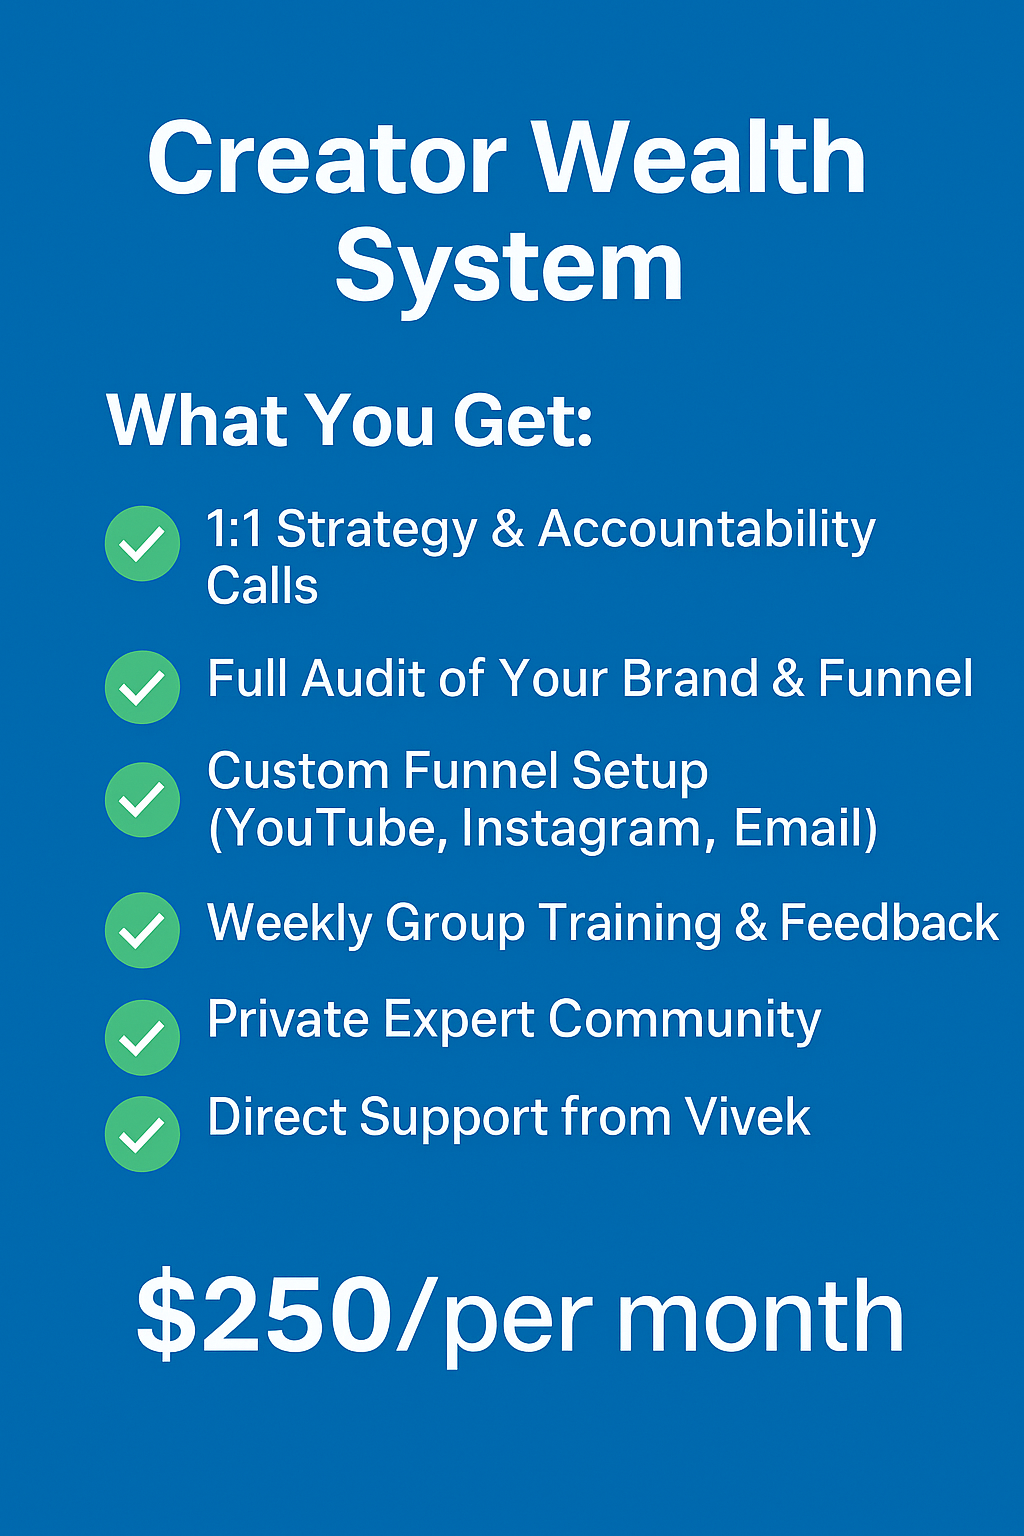 Creator Wealth
System
What You Get:
1:1 Strategy & Accountability
Calls
Full Audit of Your Brand & Funnel
Custom Funnel Setup
(YouTube, Instagram, Email)
Weekly Group Training & Feedback
Private Expert Community
Direct Support from Vivek
$250/per month